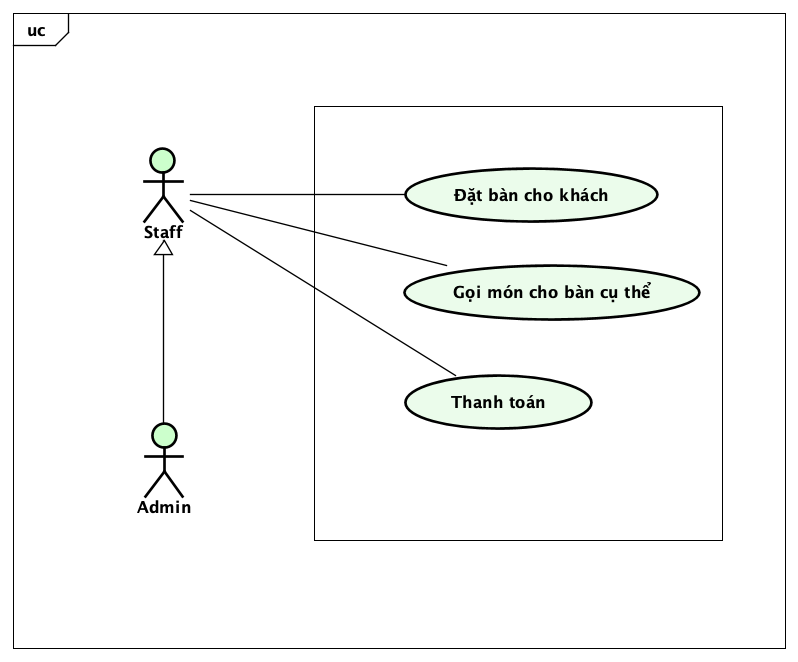 uc
Đặt bàn cho khách
Staff
Gọi món cho bàn cụ thể
Thanh toán
Admin